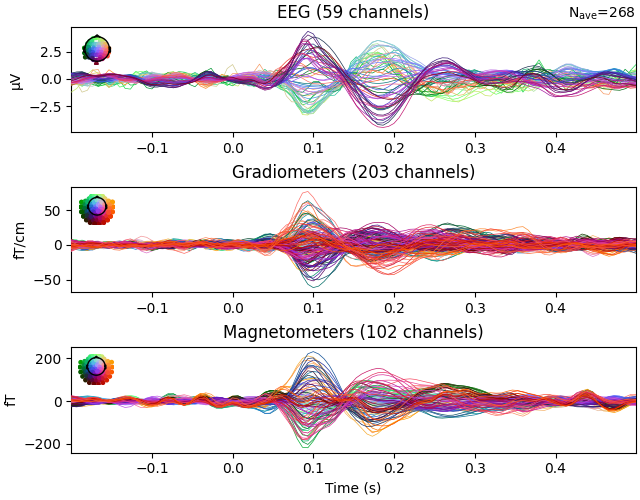 EEG (59 channels)
Nave=268
2.5
0.0
−2.5
µV
−0.1 0.0 0.1 0.2 0.3 0.4
Gradiometers (203 channels)
50
0
−50
fT/cm
−0.1 0.0 0.1 0.2 0.3 0.4
Magnetometers (102 channels)
200
0
−200
fT
−0.1 0.0 0.1 0.2 0.3 0.4
Time (s)